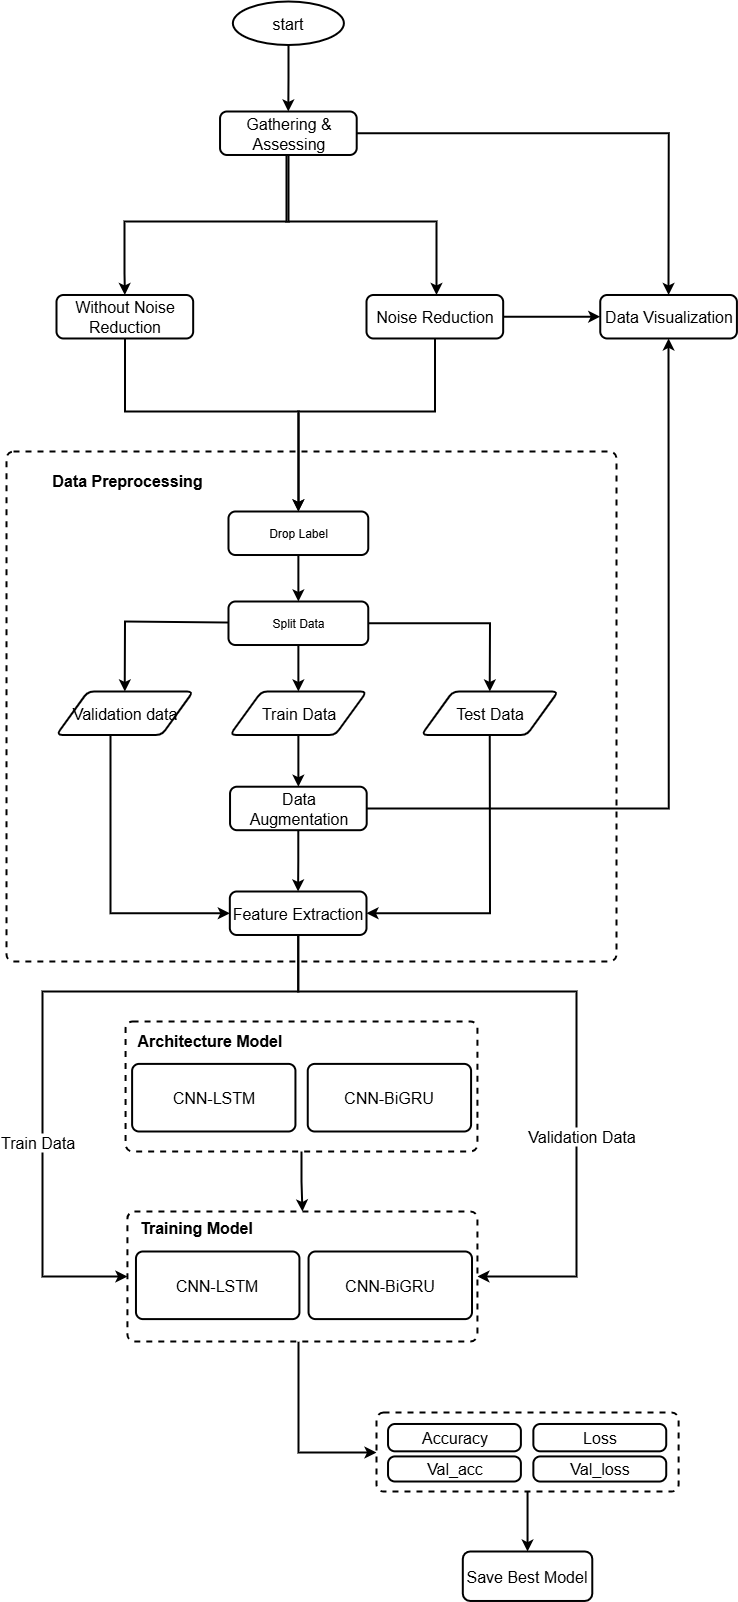 start
Gathering &
Assessing
Without Noise
Reduction
Noise Reduction
Data Visualization
Data Preprocessing
Drop Label
Split Data
Validation data
Train Data
Test Data
Data
Augmentation
Feature Extraction
Architecture Model
CNN-LSTM
CNN-BiGRU
Train Data
Validation Data
Training Model
CNN-LSTM
CNN-BiGRU
Accuracy
Loss
Val_acc
Val_loss
Save Best Model